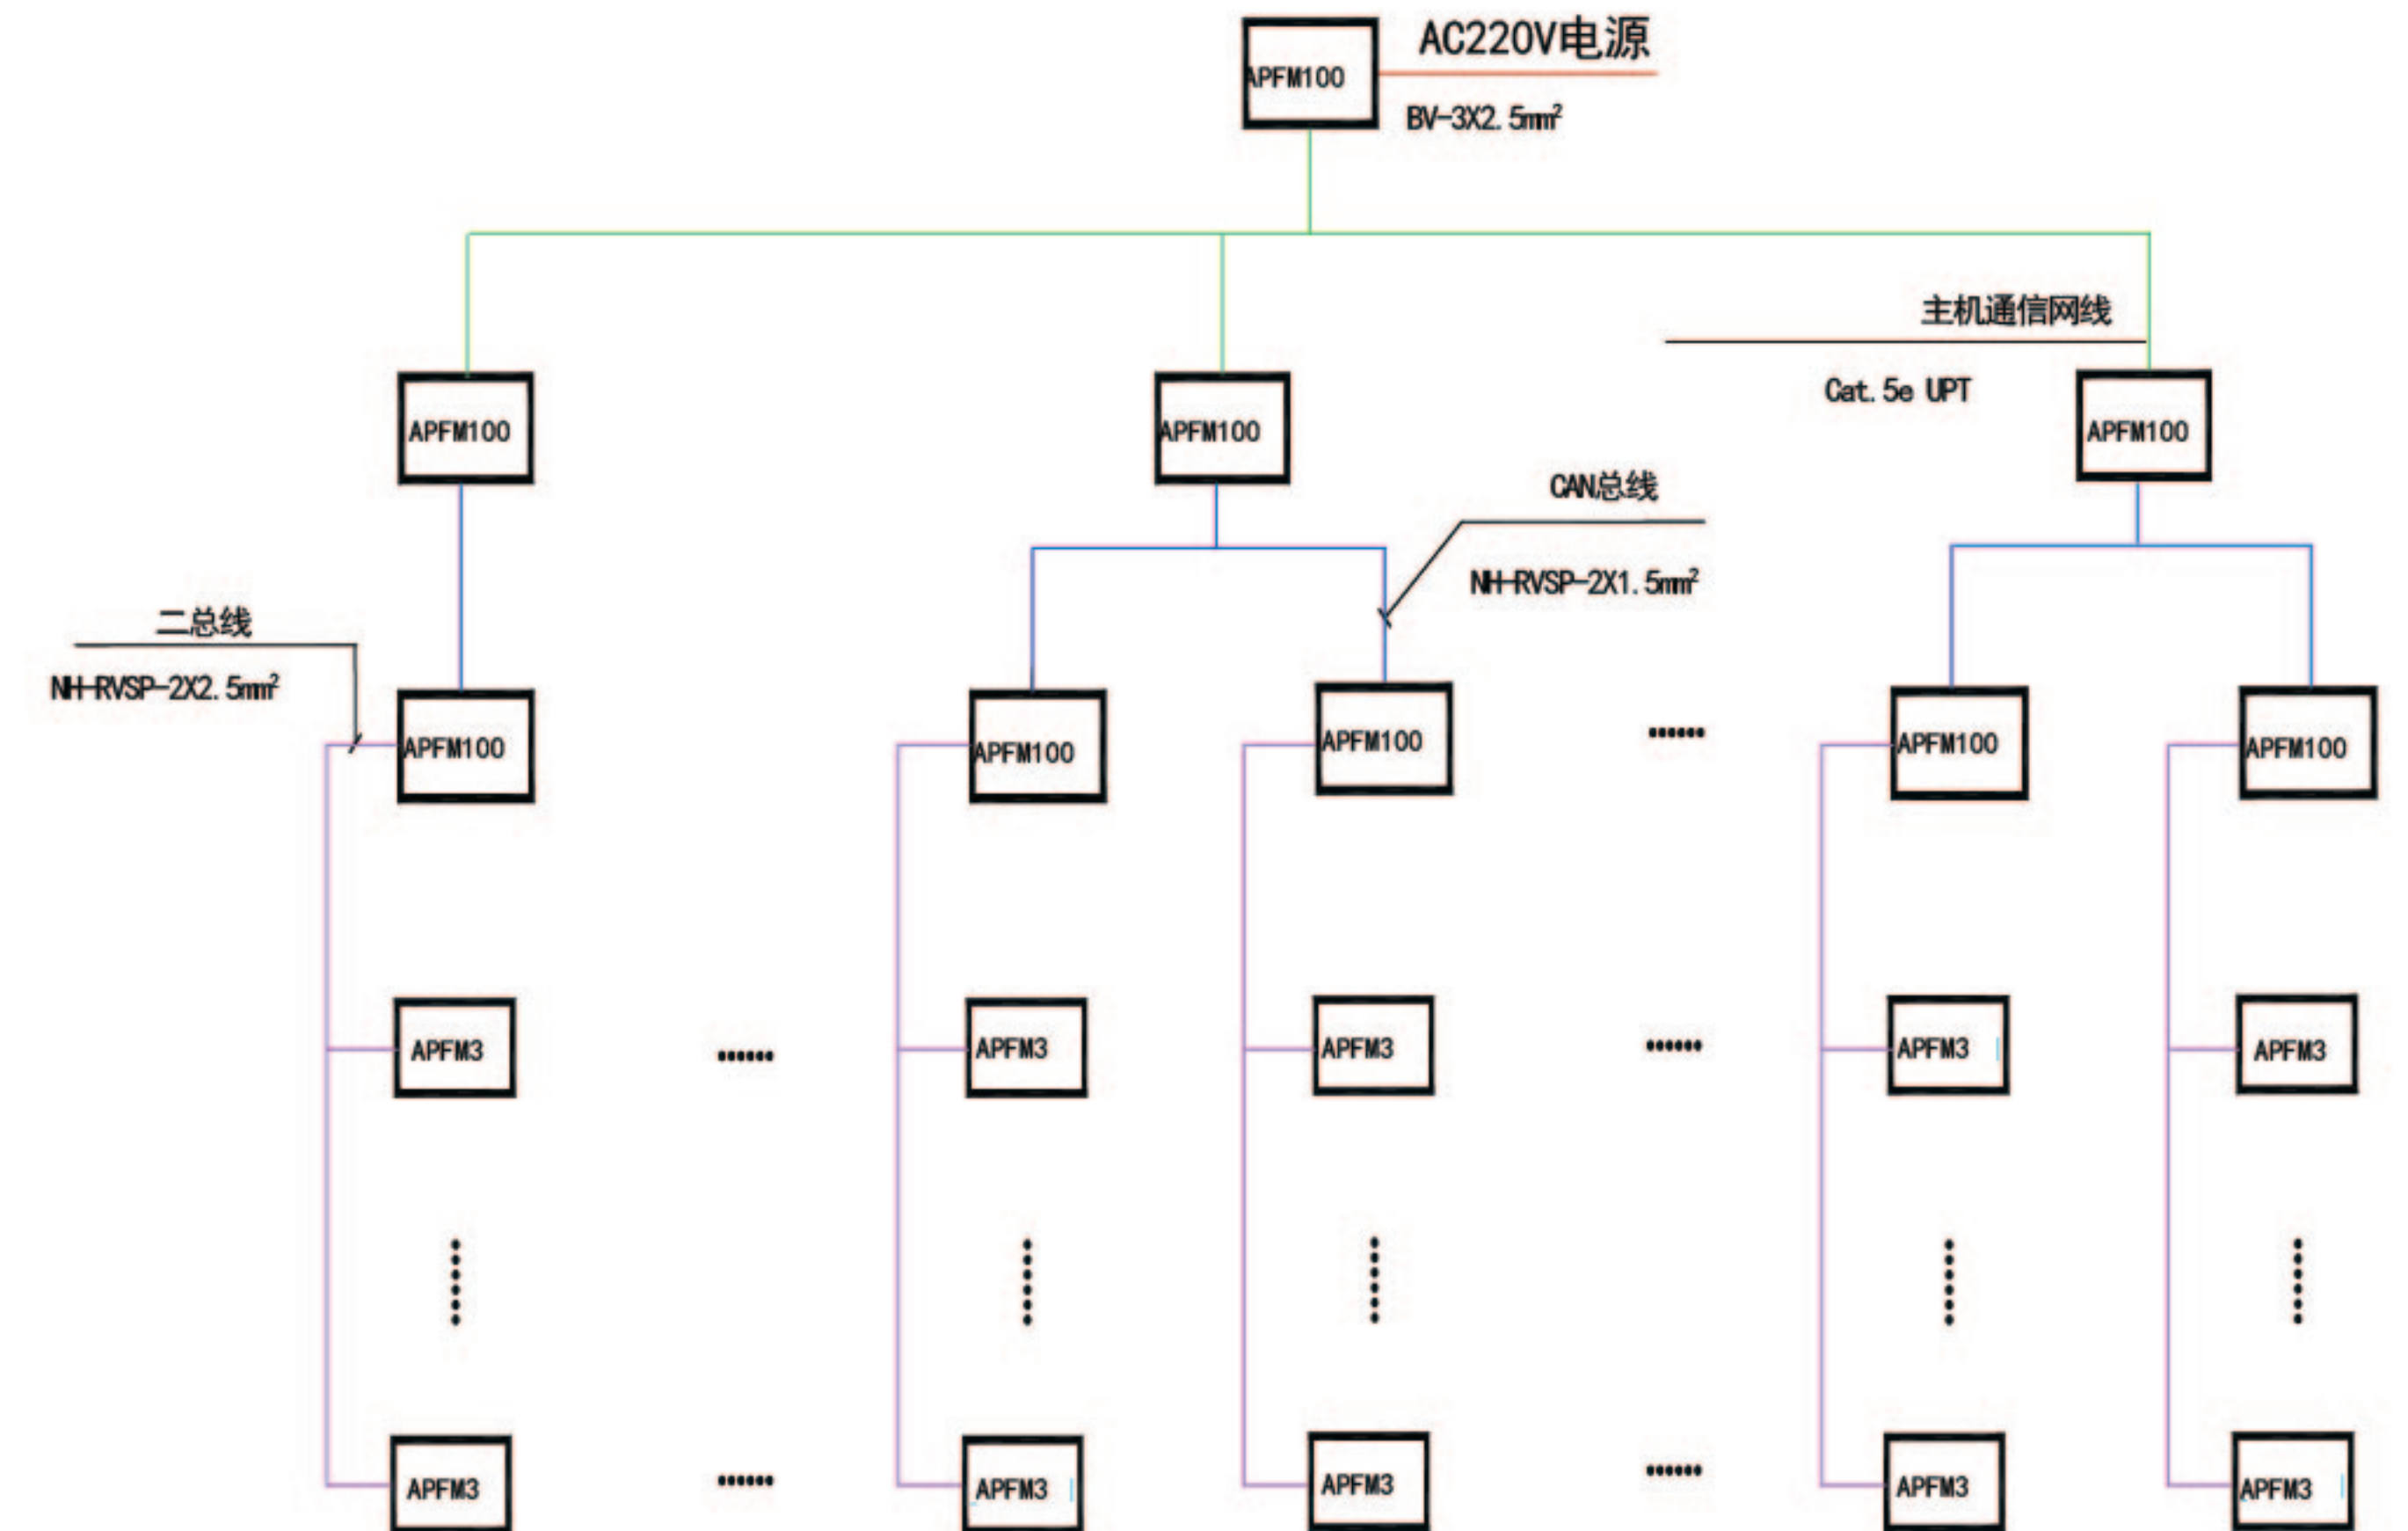 AC220V电源
APFM100
BV-3X2.5mm²
主机通信网线
Cat.5e UPT
APFM100
APFM100
APFM100
CAN总线
NH-RVSP-2X1.5mm²
二总线
NH-RVSP-2X2.5mm²
APFM100
APFM100
APFM100
······
APFM100
APFM100
APFM3
······
APFM3
APFM3
······
APFM3
APFM3
APFM3
······
APFM3
APFM3
······
APFM3
APFM3